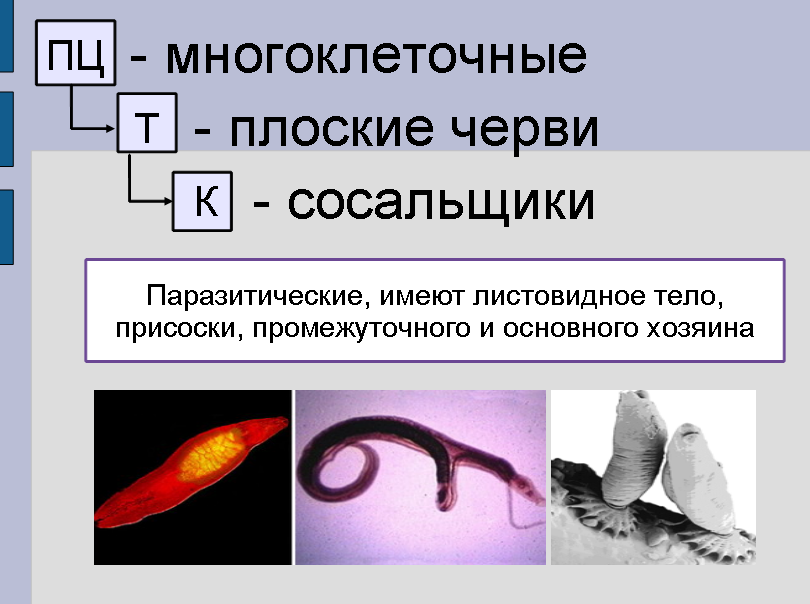 ПЦ - многоклеточные
Т - плоские черви
К - сосальщики
Паразитические, имеют листовидное тело,
присоски, промежуточного и основного хозяина